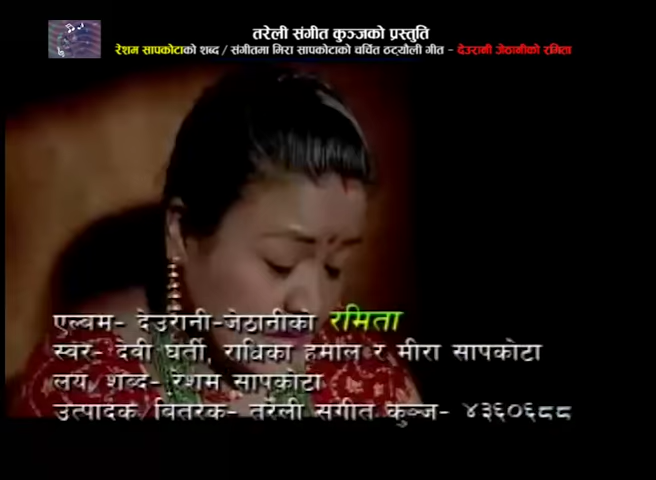 तरेली संगीत कुञ्जको प्रस्तुति
रेशम सापकोटाको शब्द / संगीतमा मिरा सापकोटाको चर्चित ठट्यौली गीत - देउरानी जेठानीको रमिता
एल्बम- देउरानी-जेठानीको रमिता
स्वर- देवी घर्ती, राधिका हमाल र मीरा सापकोटा
लय/ शब्द- रेशम सापकोटा
उत्पादक/ बितरक- तरेली संगीत कुञ्ज- ४३६०६८८